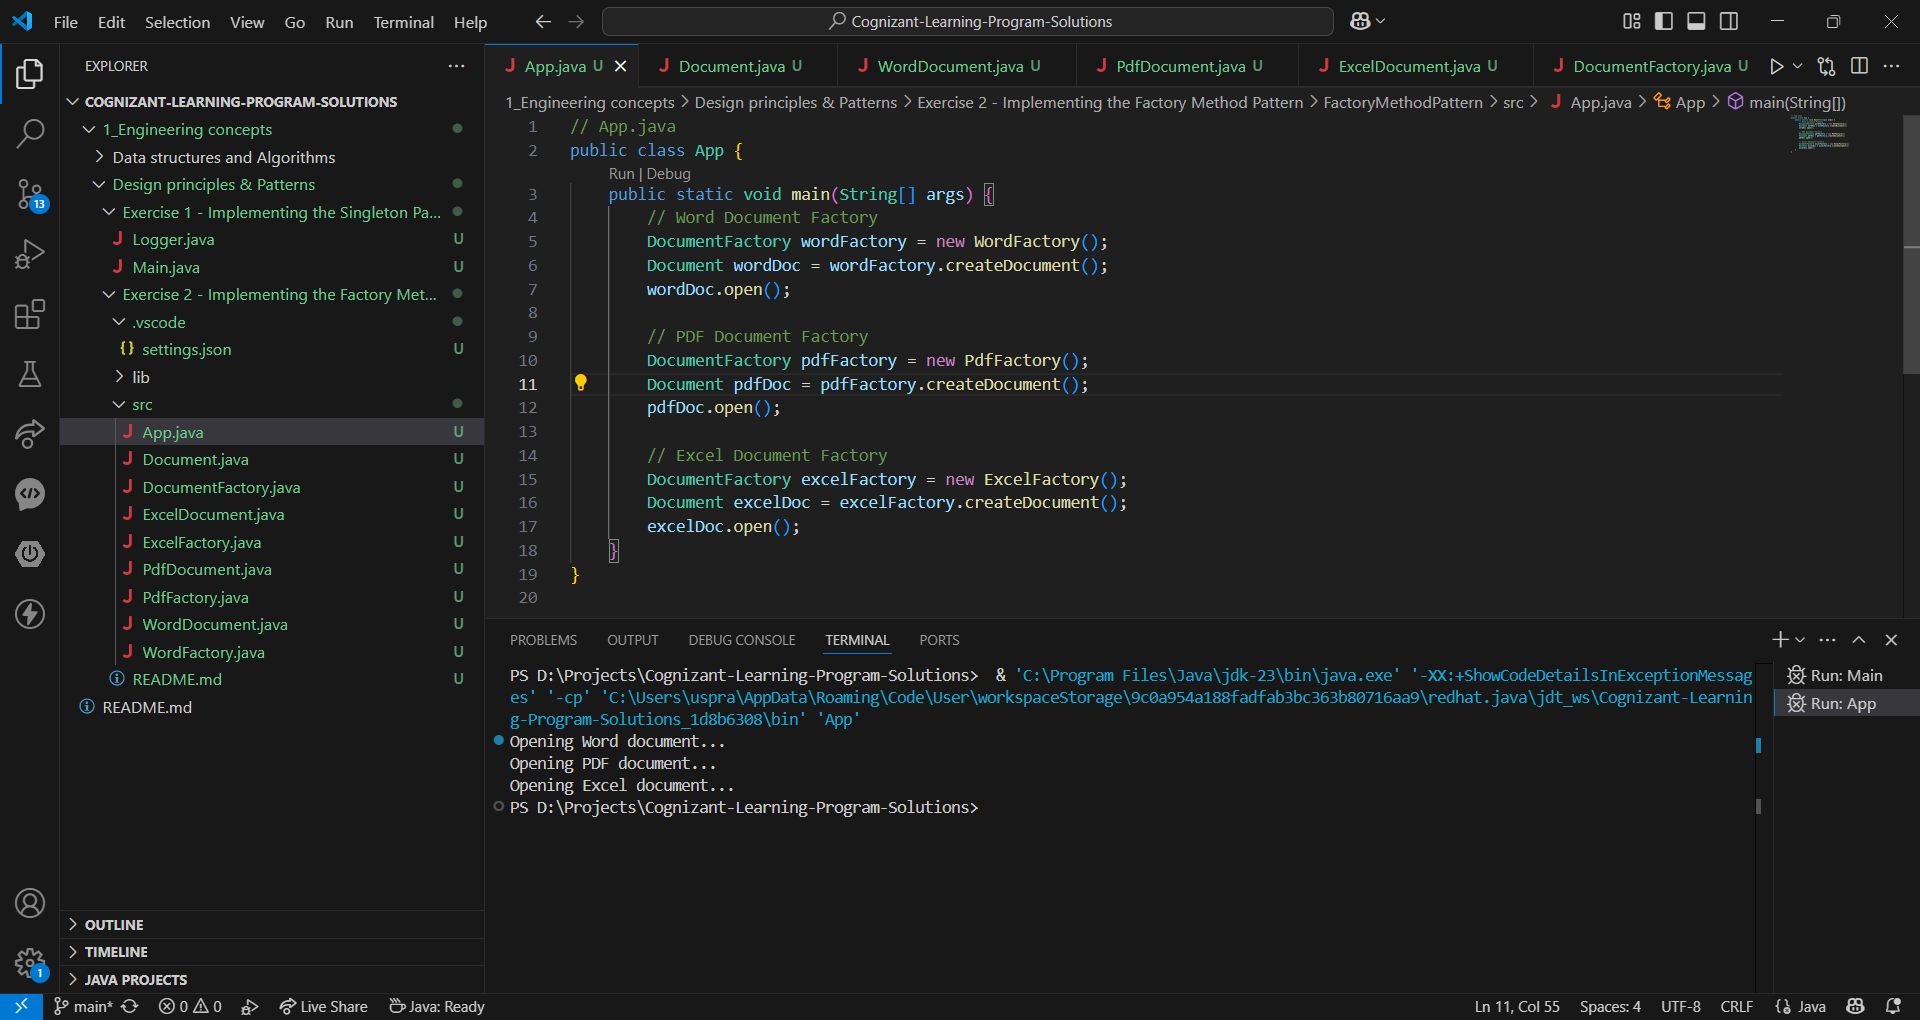 File Edit Selection View Go Run Terminal Help
Cognizant-Learning-Program-Solutions
EXPLORER
COGNIZANT-LEARNING-PROGRAM-SOLUTIONS
1_Engineering concepts
Data structures and Algorithms
Design principles & Patterns
Exercise 1 - Implementing the Singleton Pa...
Logger.java U
Main.java U
Exercise 2 - Implementing the Factory Met...
.vscode
{} settings.json U
lib
src
App.java U
Document.java U
DocumentFactory.java U
ExcelDocument.java U
ExcelFactory.java U
PdfDocument.java U
PdfFactory.java U
WordDocument.java U
WordFactory.java U
README.md U
README.md
OUTLINE
TIMELINE
JAVA PROJECTS
13
1
App.java U Document.java U WordDocument.java U PdfDocument.java U ExcelDocument.java U DocumentFactory.java U
1_Engineering concepts > Design principles & Patterns > Exercise 2 - Implementing the Factory Method Pattern > FactoryMethodPattern > src > App.java > App > main(String[])
1 // App.java
2 public class App {
Run | Debug
3 public static void main(String[] args) {
4 // Word Document Factory
5 DocumentFactory wordFactory = new WordFactory();
6 Document wordDoc = wordFactory.createDocument();
7 wordDoc.open();
8
9 // PDF Document Factory
10 DocumentFactory pdfFactory = new PdfFactory();
11 Document pdfDoc = pdfFactory.createDocument();
12 pdfDoc.open();
13
14 // Excel Document Factory
15 DocumentFactory excelFactory = new ExcelFactory();
16 Document excelDoc = excelFactory.createDocument();
17 excelDoc.open();
18 }
19 }
20
PROBLEMS OUTPUT DEBUG CONSOLE TERMINAL PORTS
PS D:\Projects\Cognizant-Learning-Program-Solutions> & 'C:\Program Files\Java\jdk-23\bin\java.exe' '-XX:+ShowCodeDetailsInExceptionMessag
es' '-cp' 'C:\Users\uspra\AppData\Roaming\Code\User\workspaceStorage\9c0a954a188fadfab3bc363b80716aa9\redhat.java\jdt_ws\Cognizant-Learnin
g-Program-Solutions_1d8b6308\bin' 'App'
Opening Word document...
Opening PDF document...
Opening Excel document...
PS D:\Projects\Cognizant-Learning-Program-Solutions>
Run: Main
Run: App
main* 0 0 Live Share Java: Ready
Ln 11, Col 55 Spaces: 4 UTF-8 CRLF Java